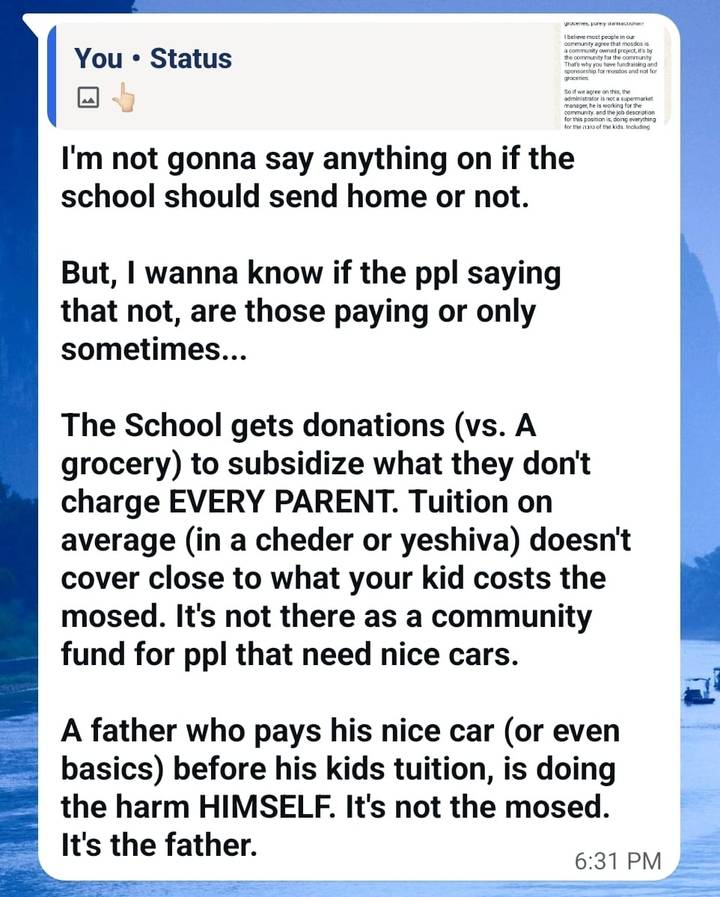 You • Status
groceries, purely transactional?
I believe most people in our
community agree that mosdos is
a community owned project, it's by
the community for the community
That's why you have fundraising and
sponsorship for mosdos and not for
groceries.
So if we agree on this, the
administrator is not a supermarket
manager, he is working for the
community. and the job description
for this position is, doing everything
for the of the kids. Including
I'm not gonna say anything on if the
school should send home or not.
But, I wanna know if the ppl saying
that not, are those paying or only
sometimes...
The School gets donations (vs. A
grocery) to subsidize what they don't
charge EVERY PARENT. Tuition on
average (in a cheder or yeshiva) doesn't
cover close to what your kid costs the
mosed. It's not there as a community
fund for ppl that need nice cars.
A father who pays his nice car (or even
basics) before his kids tuition, is doing
the harm HIMSELF. It's not the mosed.
It's the father.
6:31 PM